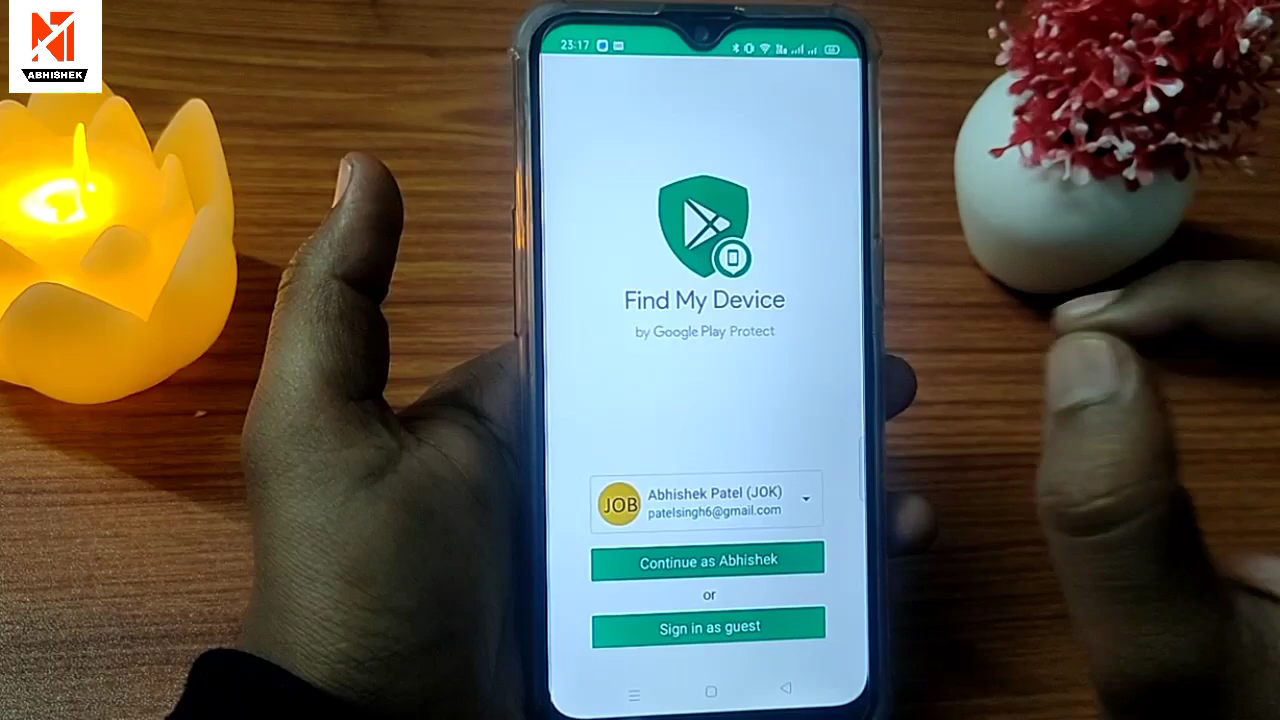 ABHISHEK
23:17
Find My Device
by Google Play Protect
JOB
Abhishek Patel (JOK)
patelsingh6@gmail.com
Continue as Abhishek
or
Sign in as guest